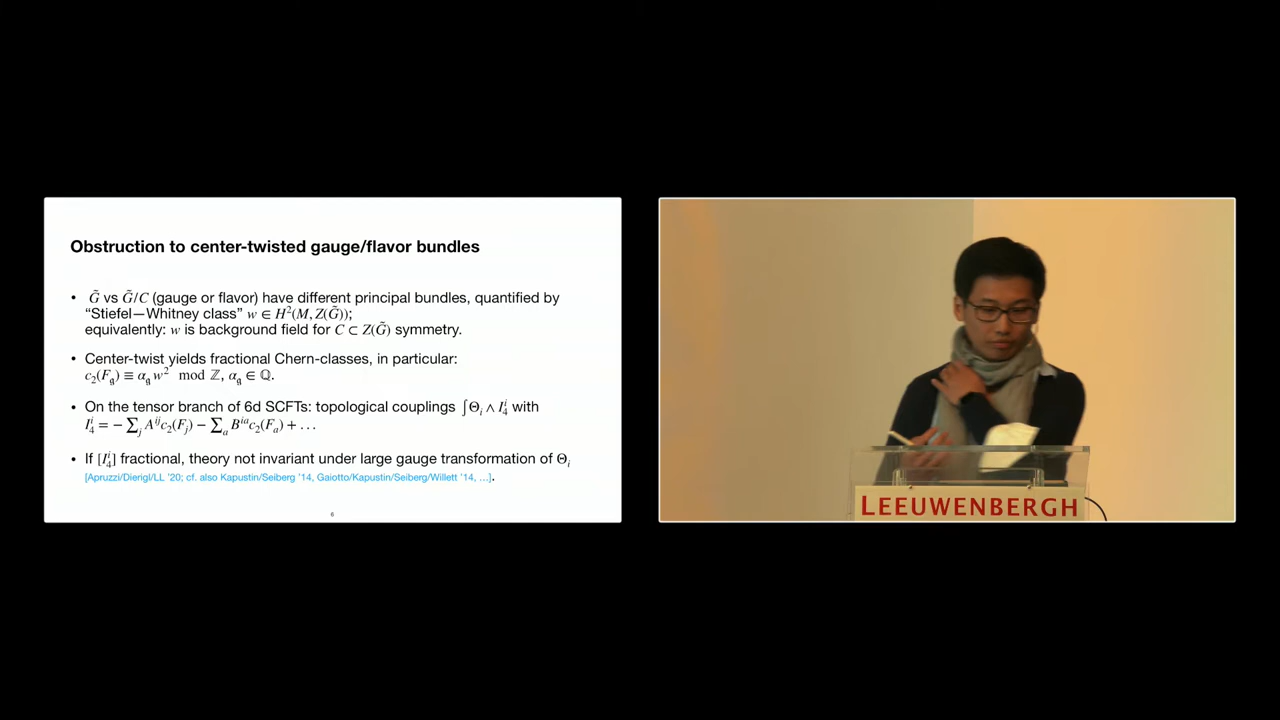 Obstruction to center-twisted gauge/flavor bundles
• G̃ vs G̃/C (gauge or flavor) have different principal bundles, quantified by
“Stiefel—Whitney class” w ∈ H²(M, Z(G̃));
equivalently: w is background field for C ⊂ Z(G̃) symmetry.
• Center-twist yields fractional Chern-classes, in particular:
c₂(F_𝔤) ≡ α_𝔤 w² mod ℤ, α_𝔤 ∈ ℚ.
• On the tensor branch of 6d SCFTs: topological couplings ∫Θᵢ ∧ I₄ⁱ with
I₄ⁱ = − ∑ⱼ Aⁱʲc₂(Fⱼ) − ∑ₐ Bⁱᵃc₂(Fₐ) + …
• If [I₄ⁱ] fractional, theory not invariant under large gauge transformation of Θᵢ
[Apruzzi/Dierigl/LL '20; cf. also Kapustin/Seiberg '14, Gaiotto/Kapustin/Seiberg/Willett '14, …].
6
LEEUWENBERGH